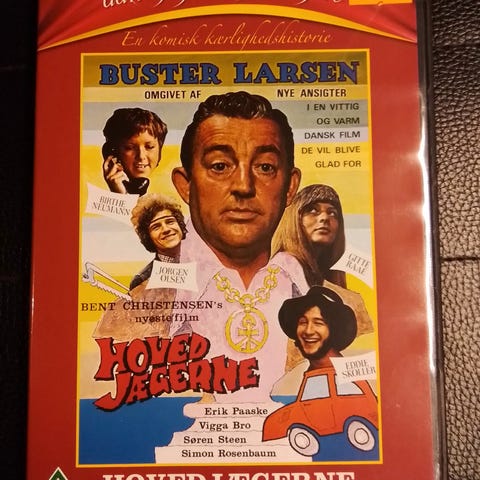 En komisk kærlighedshistorie
BUSTER LARSEN
OMGIVET AF NYE ANSIGTER
I EN VITTIG
OG VARM
DANSK FILM
DE VIL BLIVE
GLAD FOR
BIRTHE
NEUMANN
JØRGEN
OLSEN
GITTE
RAAE
BENT CHRISTENSEN's
nyeste film
HOVED
JÆGERNE
EDDIE
SKOLLER
Erik Paaske
Vigga Bro
Søren Steen
Simon Rosenbaum
HOVEDJÆGERNE